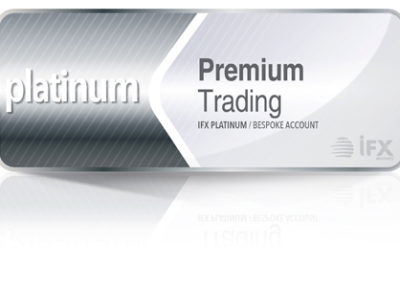 platinum
Premium
Trading
IFX PLATINUM / BESPOKE ACCOUNT
iFX